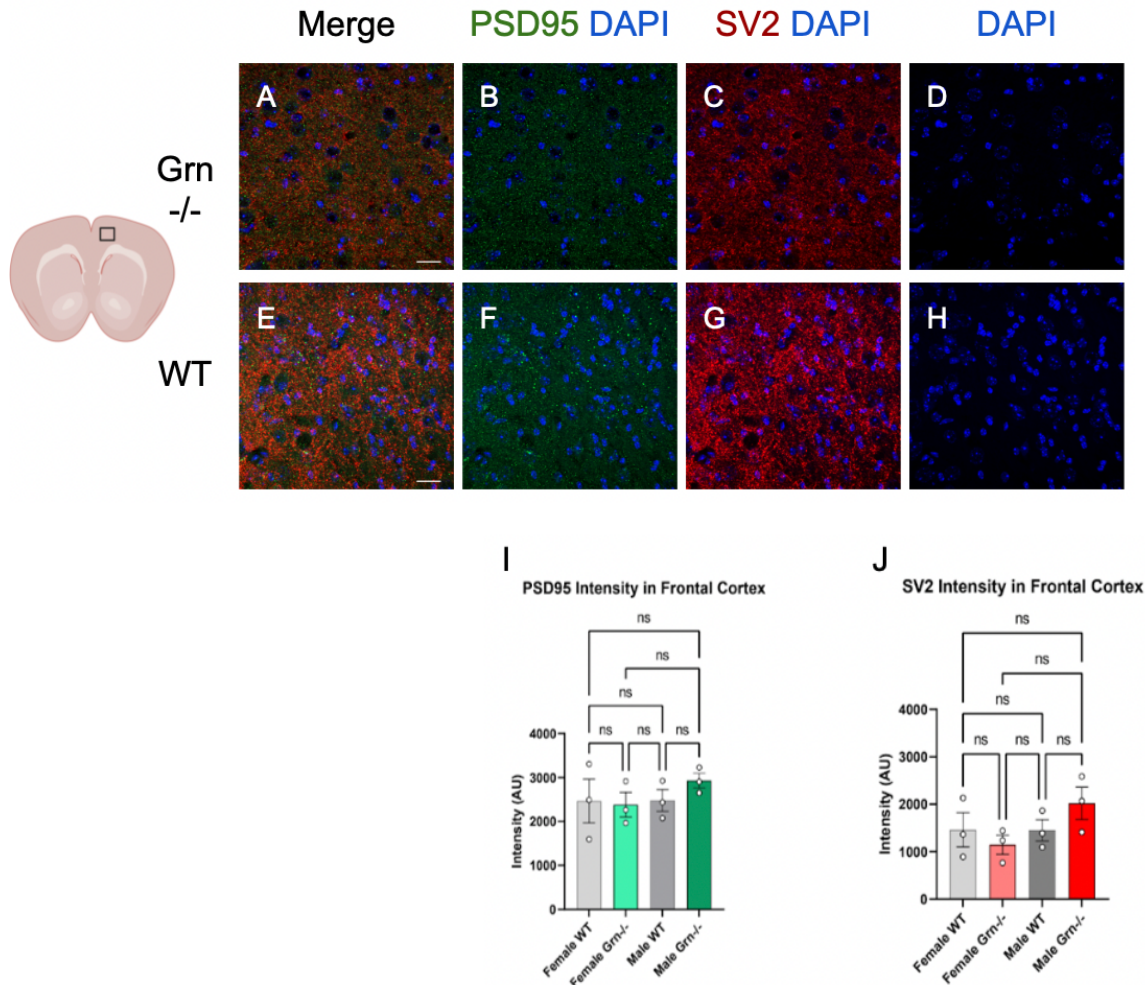 Merge PSD95 DAPI SV2 DAPI DAPI
Grn
-/-
A B C D
WT
E F G H
I
PSD95 Intensity in Frontal Cortex
ns
ns
ns
ns ns ns
4000
3000
2000
1000
0
Intensity (AU)
Female WT
Female Grn-/-
Male WT
Male Grn-/-
J
SV2 Intensity in Frontal Cortex
ns
ns
ns
ns ns ns
4000
3000
2000
1000
0
Intensity (AU)
Female WT
Female Grn-/-
Male WT
Male Grn-/-